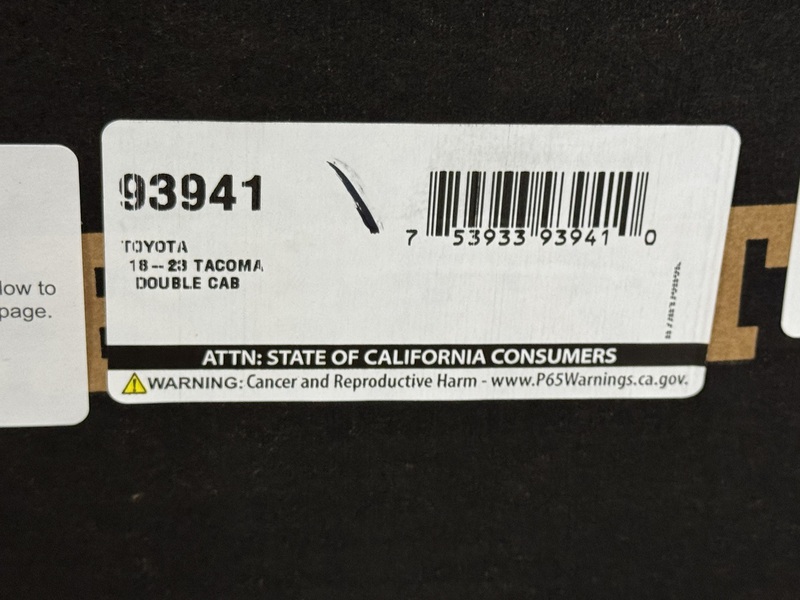 low to
page.
93941
TOYOTA
18-23 TACOMA
DOUBLE CAB
7 53933 93941 0
ATTN: STATE OF CALIFORNIA CONSUMERS
WARNING: Cancer and Reproductive Harm - www.P65Warnings.ca.gov.